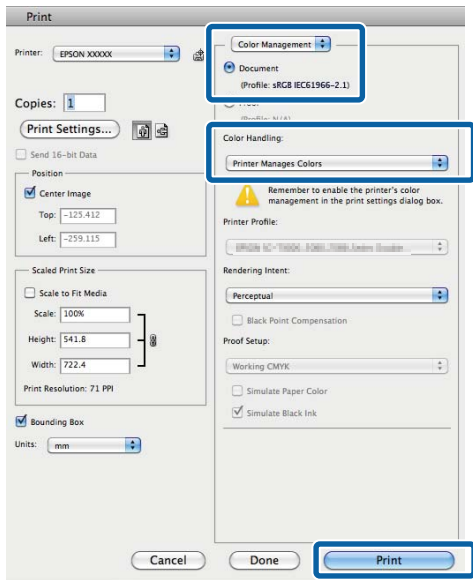 Print
Printer: EPSON XXXXX
Copies: 1
Print Settings...
Send 16-bit Data
Position
Center Image
Top: -125.412
Left: -259.115
Scaled Print Size
Scale to Fit Media
Scale: 100%
Height: 541.8
Width: 722.4
Print Resolution: 71 PPI
Bounding Box
Units: mm
Color Management
Document
(Profile: sRGB IEC61966-2.1)
Color Handling:
Printer Manages Colors
Remember to enable the printer's color
management in the print settings dialog box.
Printer Profile:
Rendering Intent:
Perceptual
Black Point Compensation
Proof Setup:
Working CMYK
Simulate Paper Color
Simulate Black Ink
Cancel
Done
Print